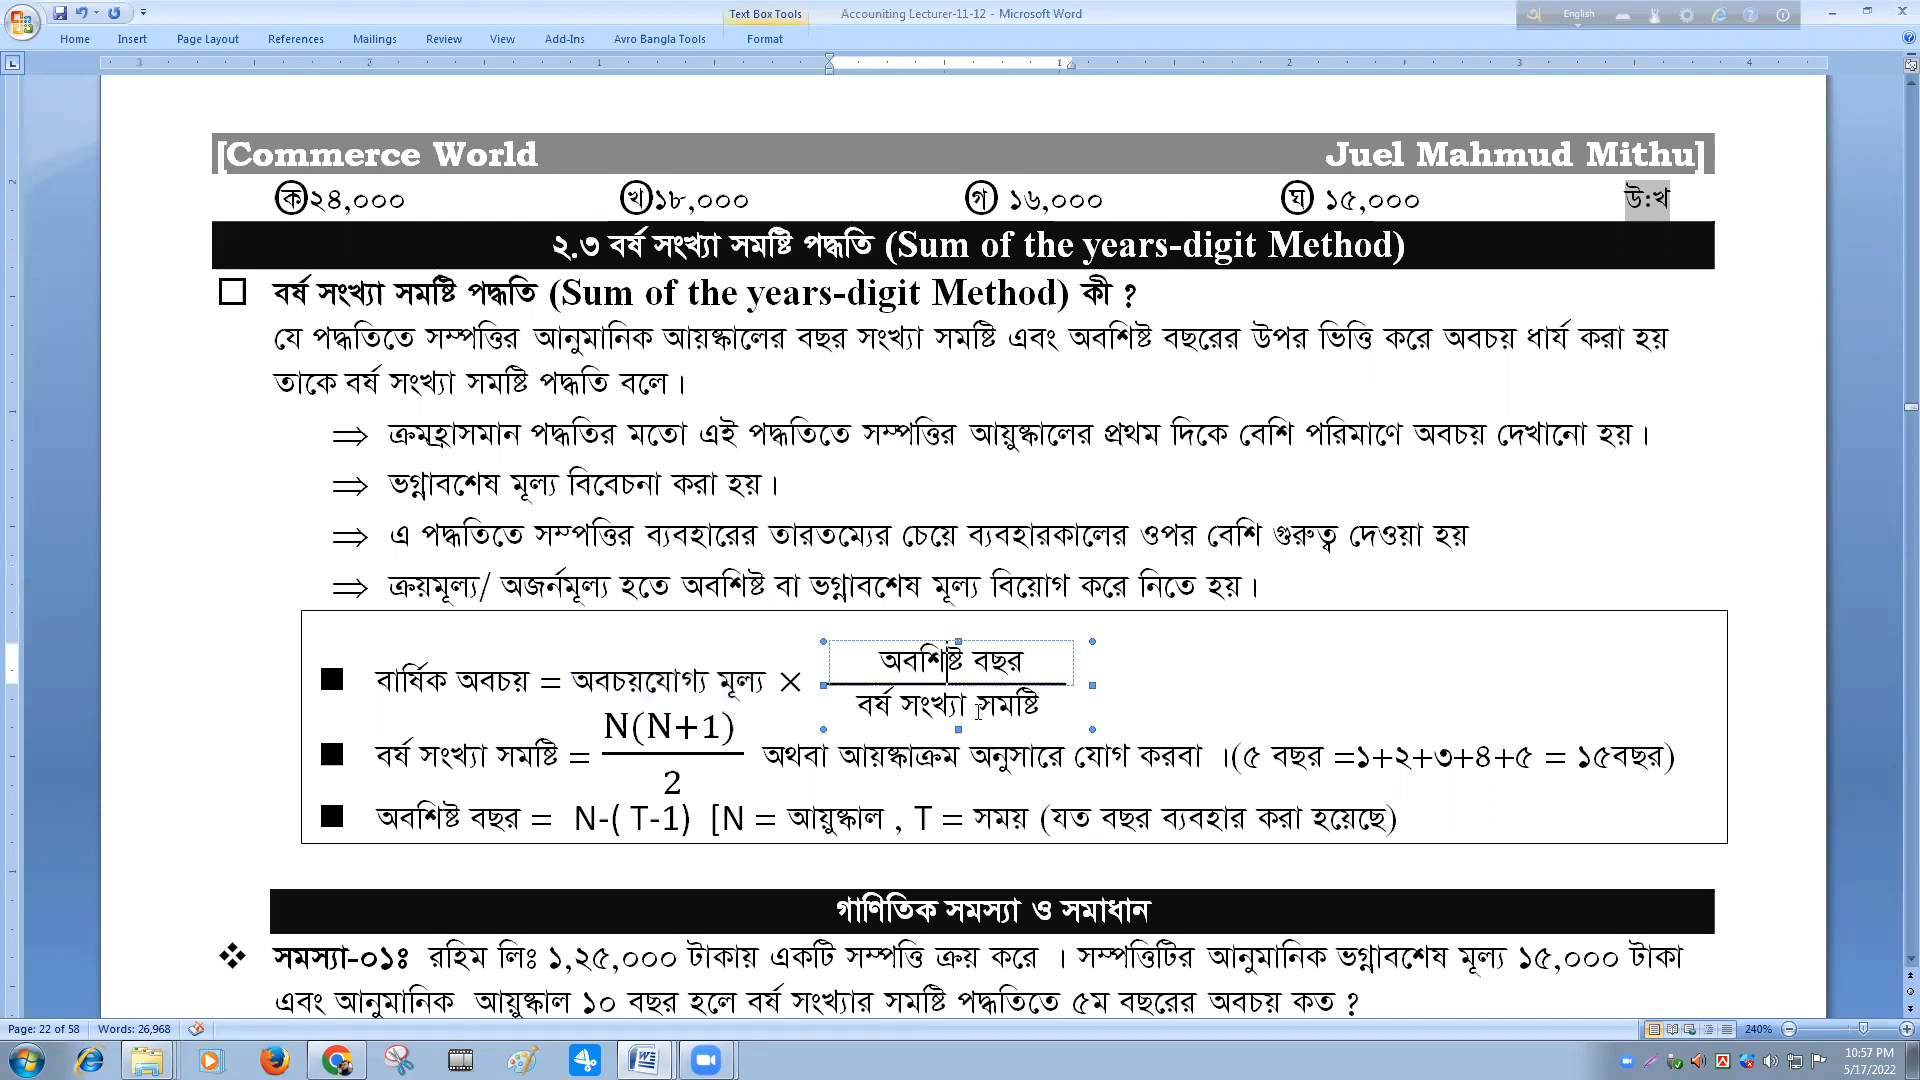 Text Box Tools
Accouniting Lecturer-11-12 - Microsoft Word
English
Home Insert Page Layout References Mailings Review View Add-Ins Avro Bangla Tools Format
[Commerce World Juel Mahmud Mithu]
ক ২৪,০০০ খ ১৮,০০০ গ ১৬,০০০ ঘ ১৫,০০০ উ:খ
২.৩ বর্ষ সংখ্যা সমষ্টি পদ্ধতি (Sum of the years-digit Method)
বর্ষ সংখ্যা সমষ্টি পদ্ধতি (Sum of the years-digit Method) কী ?
যে পদ্ধতিতে সম্পত্তির আনুমানিক আয়ষ্কালের বছর সংখ্যা সমষ্টি এবং অবশিষ্ট বছরের উপর ভিত্তি করে অবচয় ধার্য করা হয়
তাকে বর্ষ সংখ্যা সমষ্টি পদ্ধতি বলে।
⇒ ক্রমহ্রাসমান পদ্ধতির মতো এই পদ্ধতিতে সম্পত্তির আয়ুষ্কালের প্রথম দিকে বেশি পরিমাণে অবচয় দেখানো হয়।
⇒ ভগ্নাবশেষ মূল্য বিবেচনা করা হয়।
⇒ এ পদ্ধতিতে সম্পত্তির ব্যবহারের তারতম্যের চেয়ে ব্যবহারকালের ওপর বেশি গুরুত্ব দেওয়া হয়
⇒ ক্রয়মূল্য/ অজর্নমূল্য হতে অবশিষ্ট বা ভগ্নাবশেষ মূল্য বিয়োগ করে নিতে হয়।
অবশিষ্ট বছর
■ বার্ষিক অবচয় = অবচয়যোগ্য মূল্য ×
বর্ষ সংখ্যা সমষ্টি
N(N+1)
■ বর্ষ সংখ্যা সমষ্টি = অথবা আয়ষ্কাক্রম অনুসারে যোগ করবা ।(৫ বছর =১+২+৩+৪+৫ = ১৫বছর)
2
■ অবশিষ্ট বছর = N-( T-1) [N = আয়ুষ্কাল , T = সময় (যত বছর ব্যবহার করা হয়েছে)
গাণিতিক সমস্যা ও সমাধান
❖ সমস্যা-০১ঃ রহিম লিঃ ১,২৫,০০০ টাকায় একটি সম্পত্তি ক্রয় করে । সম্পত্তিটির আনুমানিক ভগ্নাবশেষ মূল্য ১৫,০০০ টাকা
এবং আনুমানিক আয়ুষ্কাল ১০ বছর হলে বর্ষ সংখ্যার সমষ্টি পদ্ধতিতে ৫ম বছরের অবচয় কত ?
Page: 22 of 58 Words: 26,968 240%
10:57 PM
5/17/2022